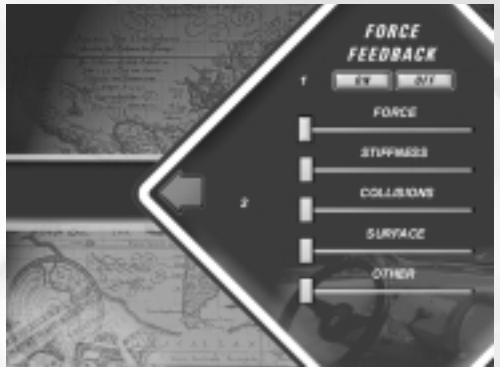 FORCE
FEEDBACK
1 ON OFF
FORCE
STIFFNESS
COLLISIONS
2
SURFACE
OTHER